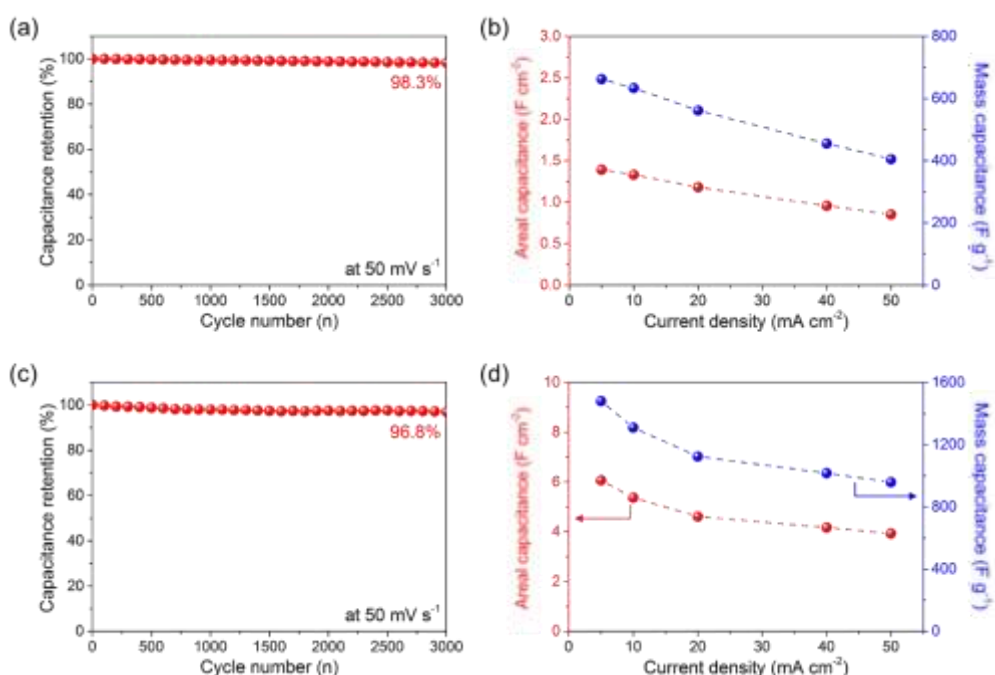 (a)
Capacitance retention (%)
100
80
60
40
20
0
98.3%
at 50 mV s⁻¹
0 500 1000 1500 2000 2500 3000
Cycle number (n)
(b)
Areal capacitance (F cm⁻²)
3.0
2.5
2.0
1.5
1.0
0.5
0.0
800
600
400
200
0
Mass capacitance (F g⁻¹)
0 10 20 30 40 50
Current density (mA cm⁻²)
(c)
Capacitance retention (%)
100
80
60
40
20
0
96.8%
at 50 mV s⁻¹
0 500 1000 1500 2000 2500 3000
Cycle number (n)
(d)
Areal capacitance (F cm⁻²)
10
8
6
4
2
0
1600
1200
800
400
0
Mass capacitance (F g⁻¹)
0 10 20 30 40 50
Current density (mA cm⁻²)